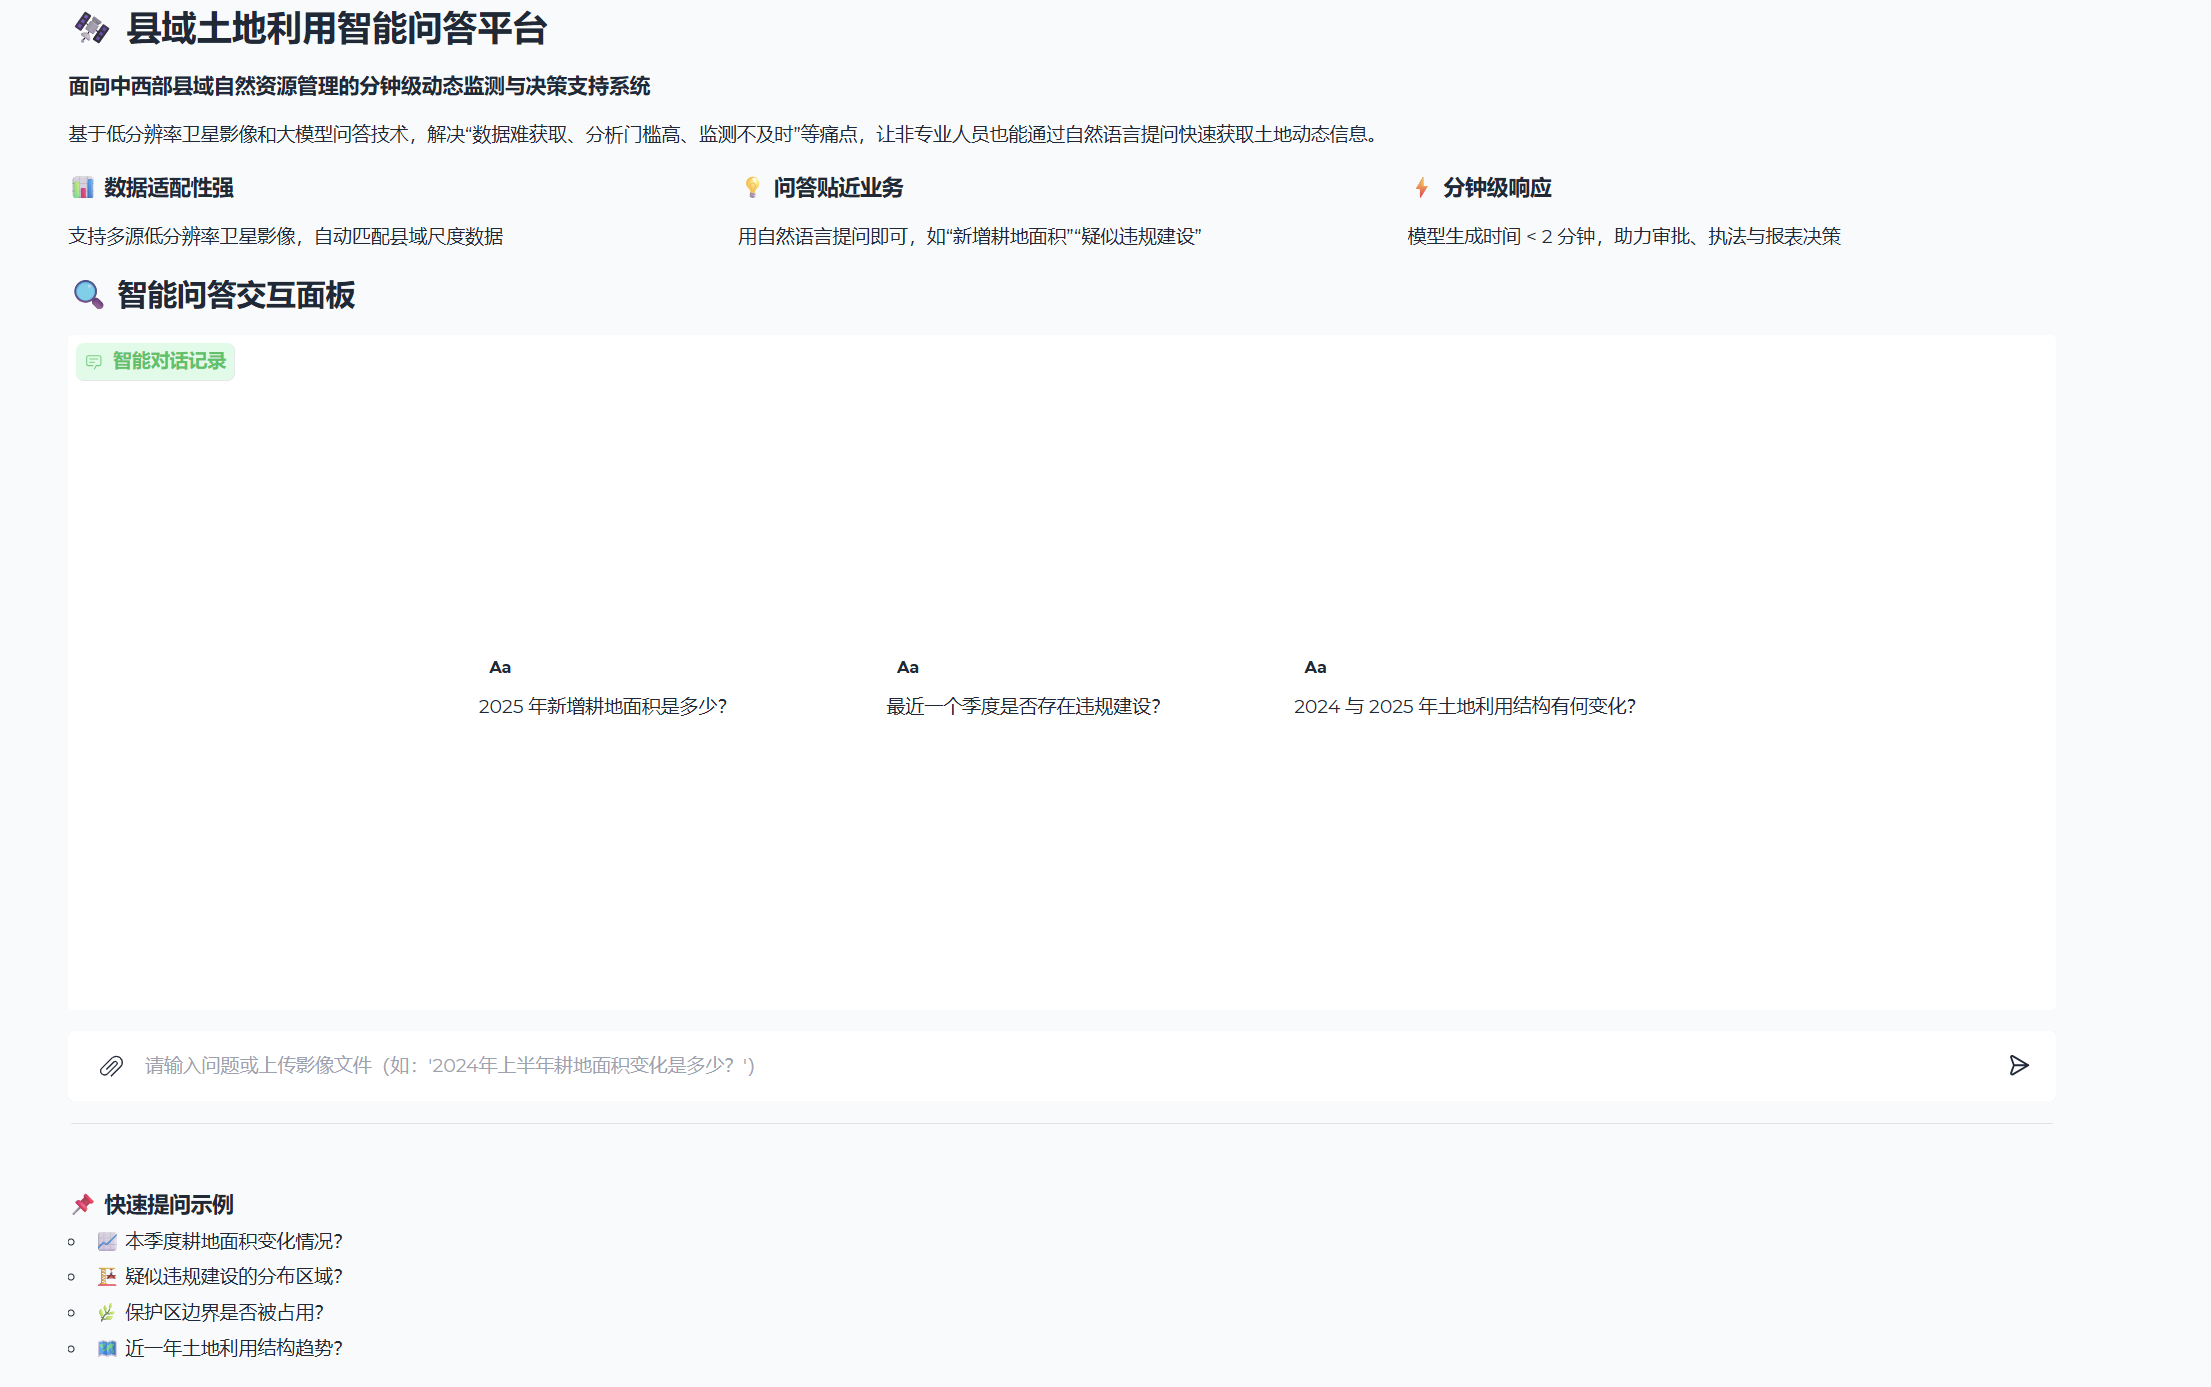 县域土地利用智能问答平台
面向中西部县域自然资源管理的分钟级动态监测与决策支持系统
基于低分辨率卫星影像和大模型问答技术，解决“数据难获取、分析门槛高、监测不及时”等痛点，让非专业人员也能通过自然语言提问快速获取土地动态信息。
数据适配性强
支持多源低分辨率卫星影像，自动匹配县域尺度数据
问答贴近业务
用自然语言提问即可，如“新增耕地面积”“疑似违规建设”
分钟级响应
模型生成时间 < 2 分钟，助力审批、执法与报表决策
智能问答交互面板
智能对话记录
Aa
2025 年新增耕地面积是多少？
Aa
最近一个季度是否存在违规建设？
Aa
2024 与 2025 年土地利用结构有何变化？
请输入问题或上传影像文件（如：'2024年上半年耕地面积变化是多少？'）
快速提问示例
本季度耕地面积变化情况？
疑似违规建设的分布区域？
保护区边界是否被占用？
近一年土地利用结构趋势？